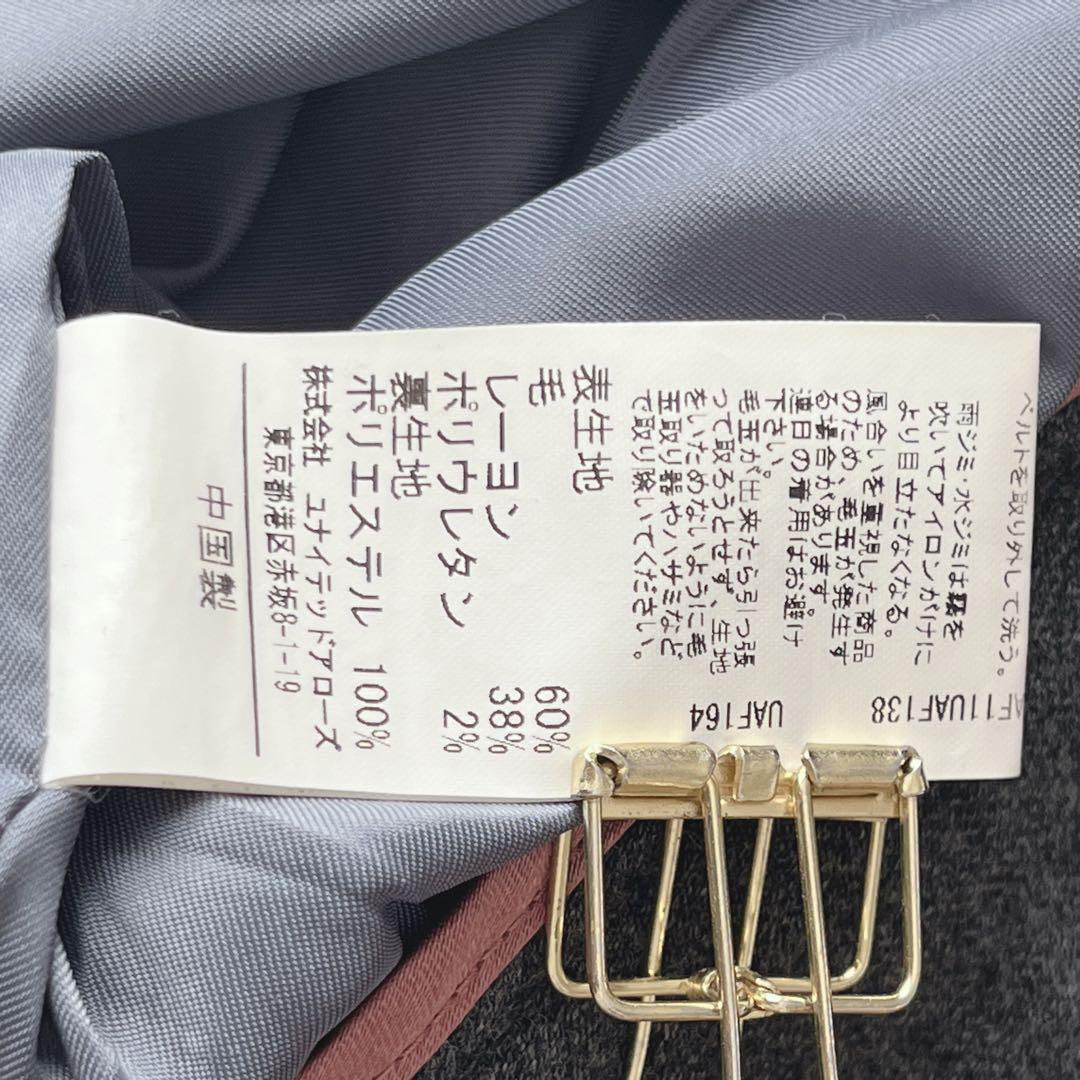 ベルトを取り外して洗う。
雨ジミ・水ジミは霧を
吹いてアイロンがけに
より目立たなくなる。
風合いを重視した商品
のため、毛玉が発生す
る場合があります。
連日の着用はお避け
下さい。
毛玉が出来たら引っ張
って取ろうとせず、生地
をいためないように毛
玉取り器やハサミなど
で取り除いてください。
11UAF138
UAF164
表生地
毛 60%
レーヨン 38%
ポリウレタン 2%
裏生地
ポリエステル 100%
株式会社 ユナイテッドアローズ
東京都港区赤坂8-1-19
中国製